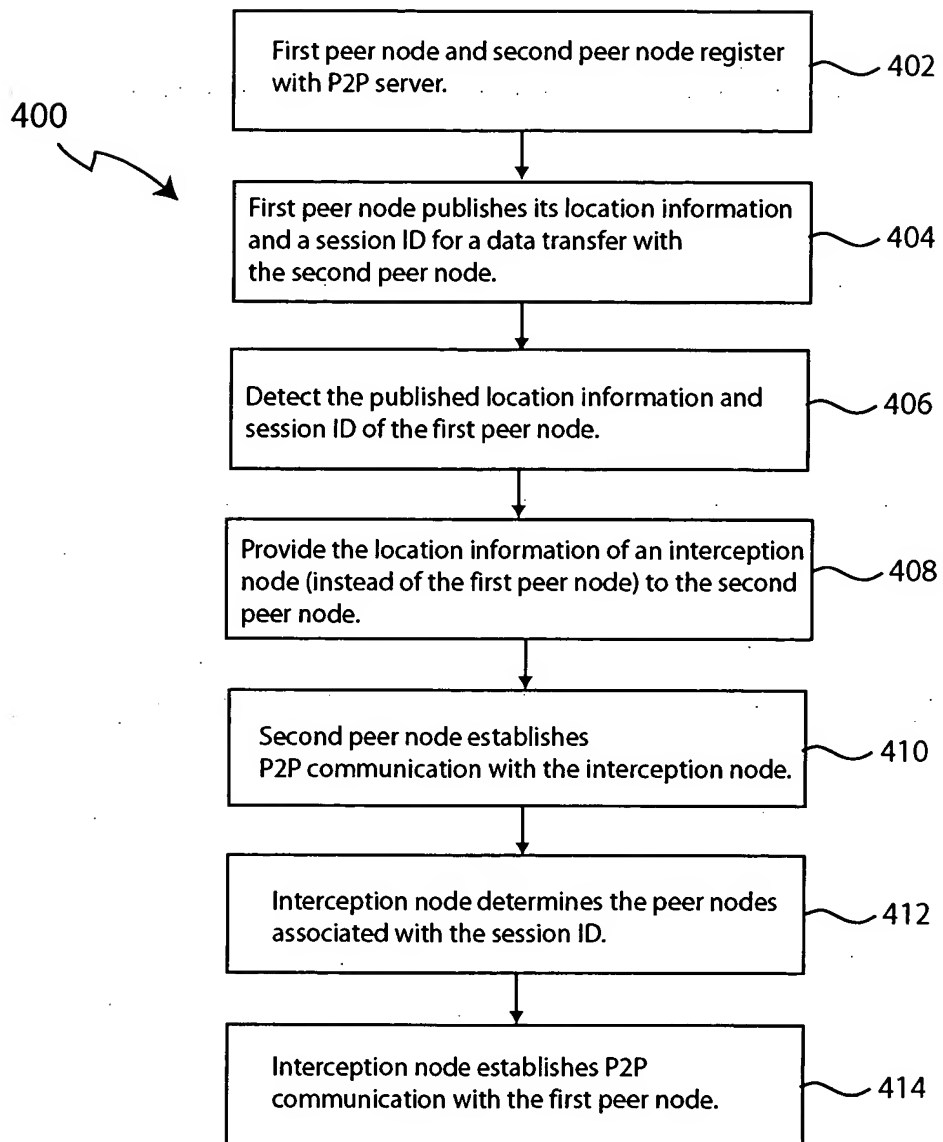 First peer node and second peer node register
with P2P server.
402
400
First peer node publishes its location information
and a session ID for a data transfer with
the second peer node.
404
Detect the published location information and
session ID of the first peer node.
406
Provide the location information of an interception
node (instead of the first peer node) to the second
peer node.
408
Second peer node establishes
P2P communication with the interception node.
410
Interception node determines the peer nodes
associated with the session ID.
412
Interception node establishes P2P
communication with the first peer node.
414